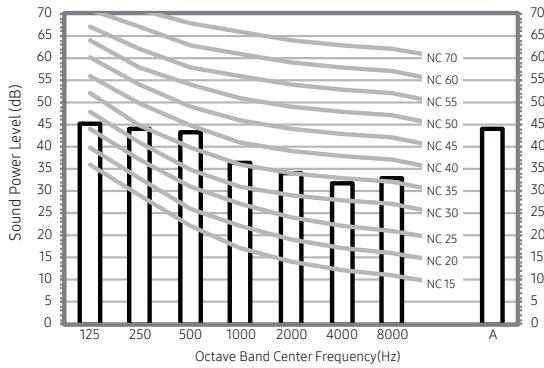 Sound Power Level (dB)
70
65
60
55
50
45
40
35
30
25
20
15
10
5
0
NC 70
NC 60
NC 55
NC 50
NC 45
NC 40
NC 35
NC 30
NC 25
NC 20
NC 15
70
65
60
55
50
45
40
35
30
25
20
15
10
5
0
125 250 500 1000 2000 4000 8000 A
Octave Band Center Frequency(Hz)